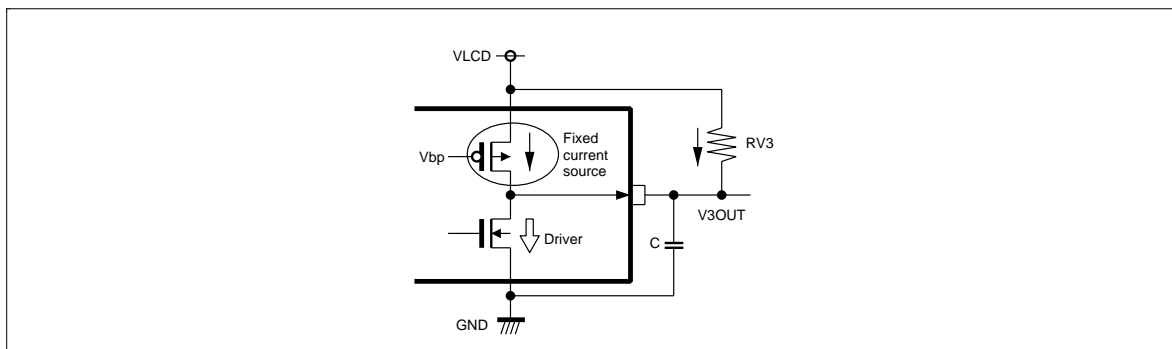 VLCD
Fixed
current
source
RV3
Vbp
V3OUT
Driver
C
GND